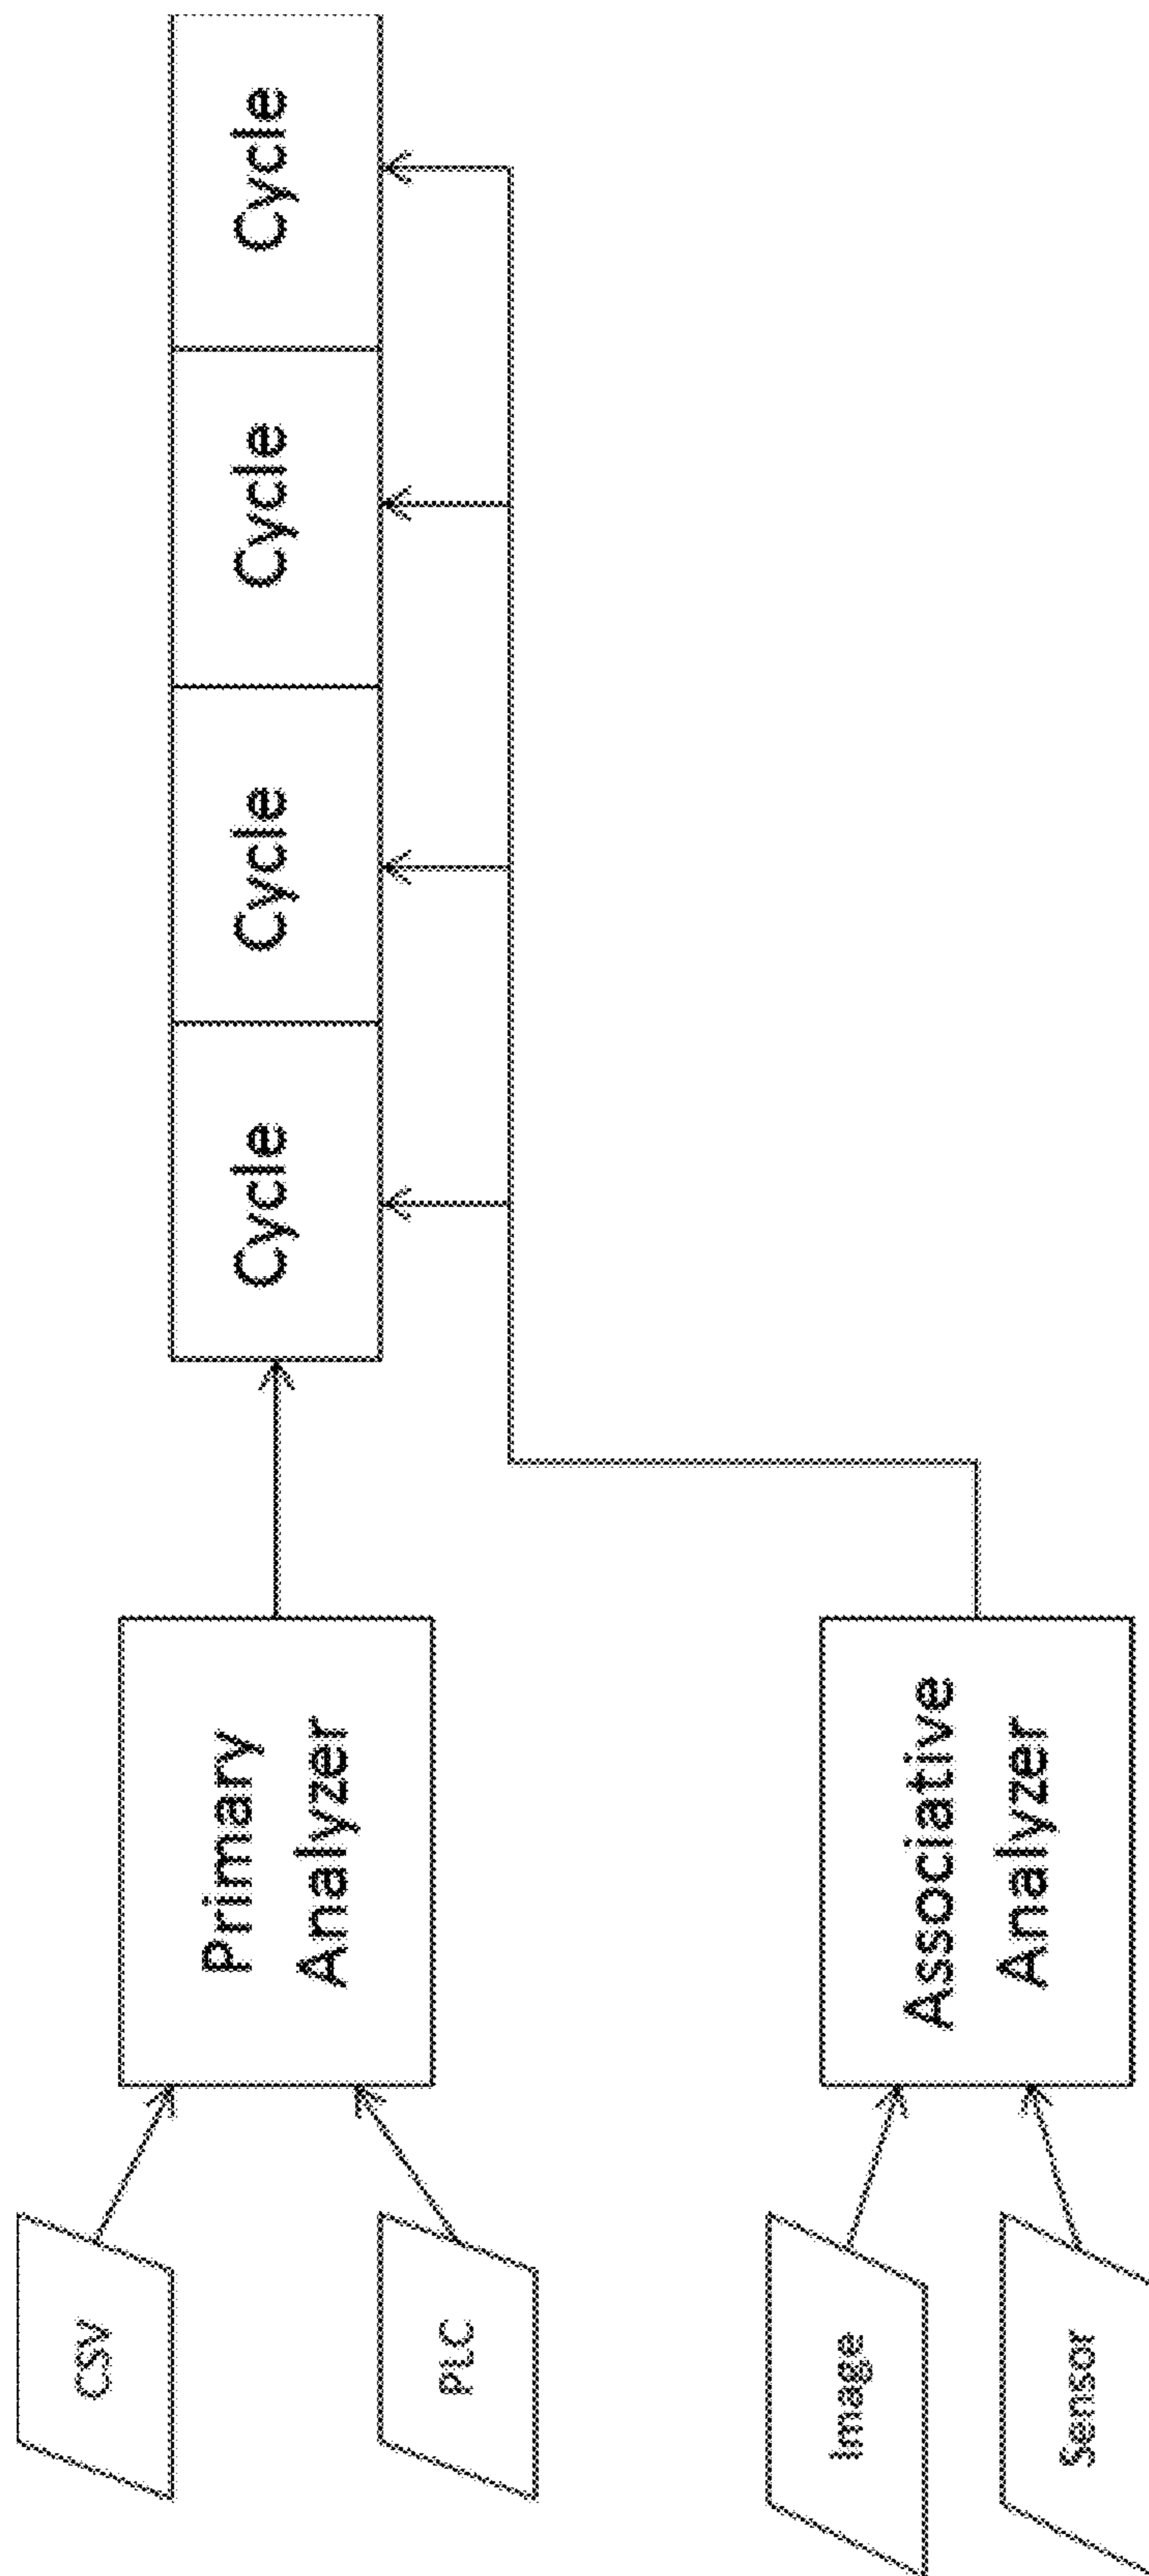 CSV
PLC
Primary
Analyzer
Cycle
Cycle
Cycle
Cycle
Image
Sensor
Associative
Analyzer